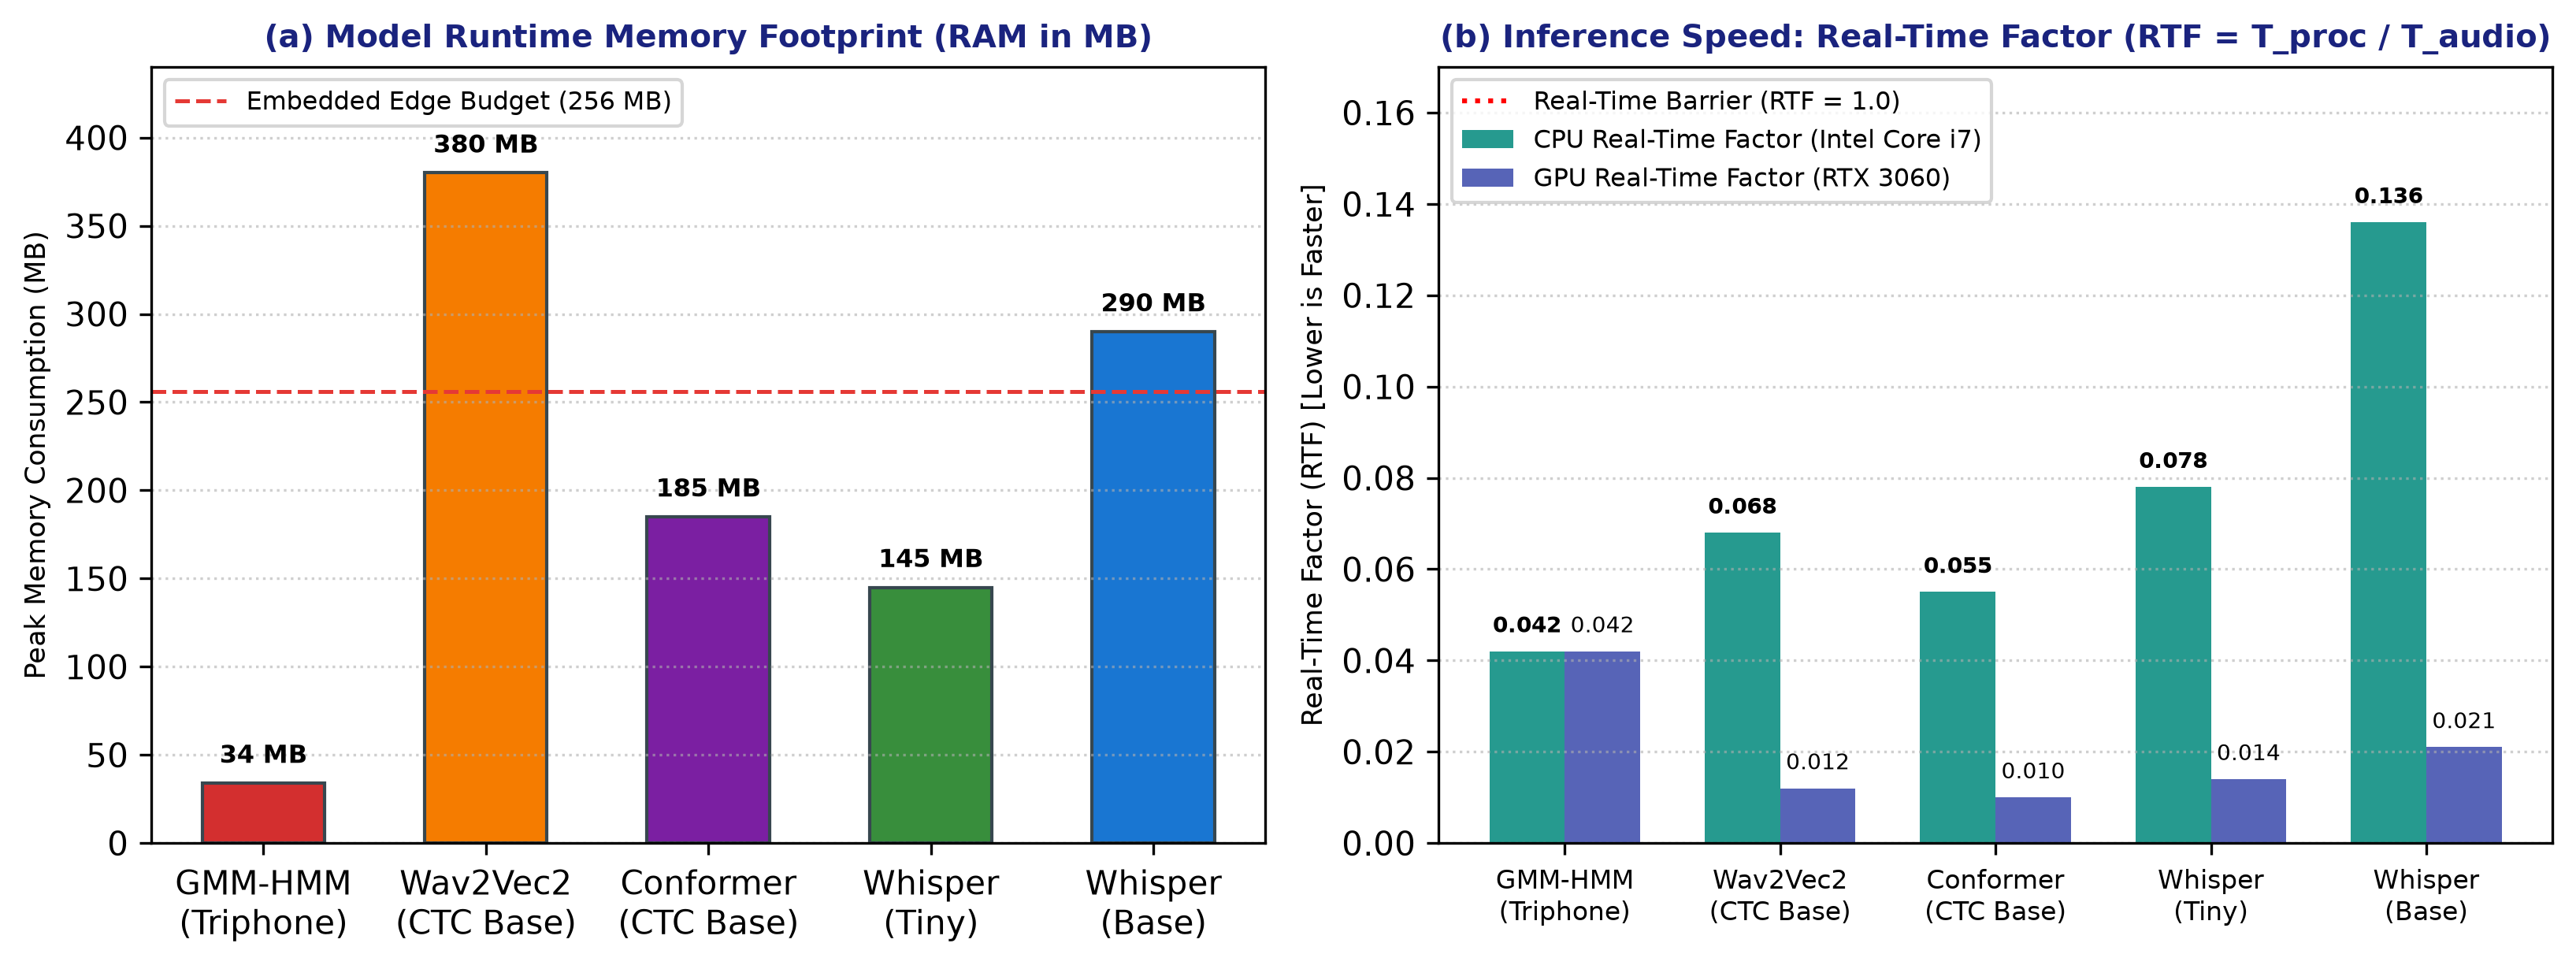 (a) Model Runtime Memory Footprint (RAM in MB)
Embedded Edge Budget (256 MB)
Peak Memory Consumption (MB)
400
350
300
250
200
150
100
50
0
34 MB
380 MB
185 MB
145 MB
290 MB
GMM-HMM
(Triphone)
Wav2Vec2
(CTC Base)
Conformer
(CTC Base)
Whisper
(Tiny)
Whisper
(Base)
(b) Inference Speed: Real-Time Factor (RTF = T_proc / T_audio)
Real-Time Barrier (RTF = 1.0)
CPU Real-Time Factor (Intel Core i7)
GPU Real-Time Factor (RTX 3060)
Real-Time Factor (RTF) [Lower is Faster]
0.16
0.14
0.12
0.10
0.08
0.06
0.04
0.02
0.00
0.042
0.042
0.068
0.012
0.055
0.010
0.078
0.014
0.136
0.021
GMM-HMM
(Triphone)
Wav2Vec2
(CTC Base)
Conformer
(CTC Base)
Whisper
(Tiny)
Whisper
(Base)